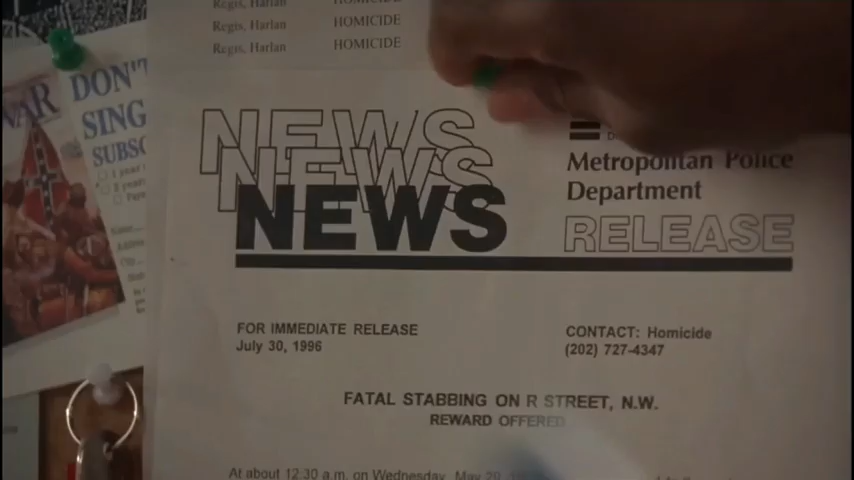 Regis, Harlan HOMICIDE
Regis, Harlan HOMICIDE
Regis, Harlan HOMICIDE
WAR
DON'T
SING
SUBSC
NEWS
NEWS
NEWS
Metropolitan Police
Department
RELEASE
FOR IMMEDIATE RELEASE
July 30, 1996
CONTACT: Homicide
(202) 727-4347
FATAL STABBING ON R STREET, N.W.
REWARD OFFERED
At about 12:30 a.m. on Wednesday, May 29,